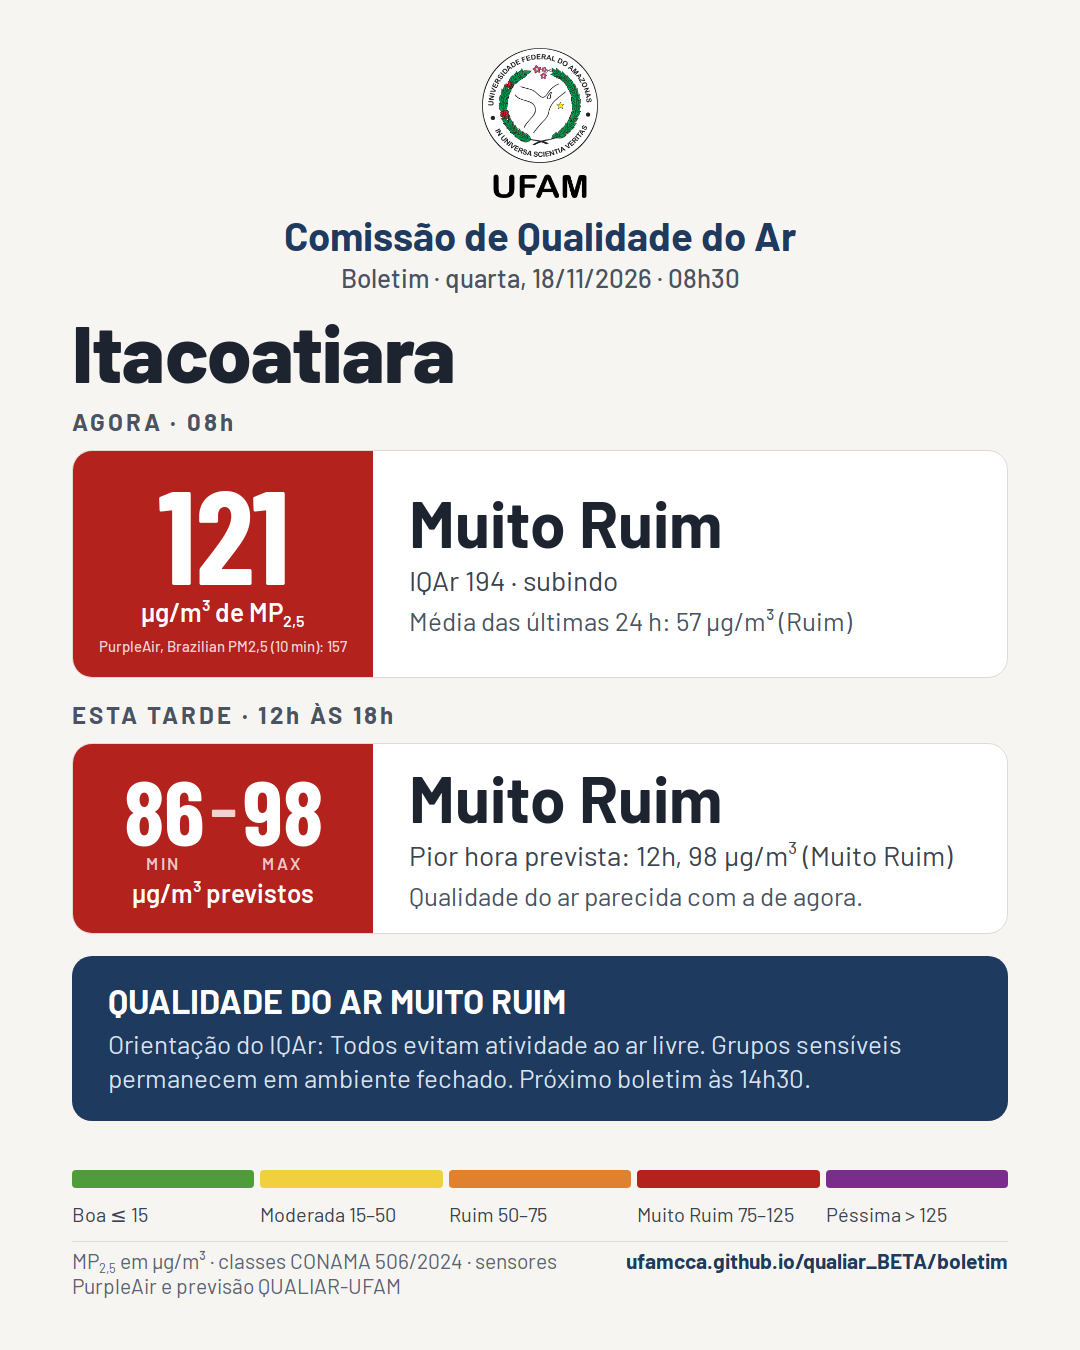 UNIVERSIDADE FEDERAL DO AMAZONAS
IN UNIVERSA SCIENTIA VERITAS
UFAM
Comissão de Qualidade do Ar
Boletim · quarta, 18/11/2026 · 08h30
Itacoatiara
AGORA · 08h
121
µg/m³ de MP2,5
PurpleAir, Brazilian PM2,5 (10 min): 157
Muito Ruim
IQAr 194 · subindo
Média das últimas 24 h: 57 µg/m³ (Ruim)
ESTA TARDE · 12h ÀS 18h
86 – 98
MIN MAX
µg/m³ previstos
Muito Ruim
Pior hora prevista: 12h, 98 µg/m³ (Muito Ruim)
Qualidade do ar parecida com a de agora.
QUALIDADE DO AR MUITO RUIM
Orientação do IQAr: Todos evitam atividade ao ar livre. Grupos sensíveis
permanecem em ambiente fechado. Próximo boletim às 14h30.
Boa ≤ 15
Moderada 15–50
Ruim 50–75
Muito Ruim 75–125
Péssima > 125
MP2,5 em µg/m³ · classes CONAMA 506/2024 · sensores
PurpleAir e previsão QUALIAR-UFAM
ufamcca.github.io/qualiar_BETA/boletim